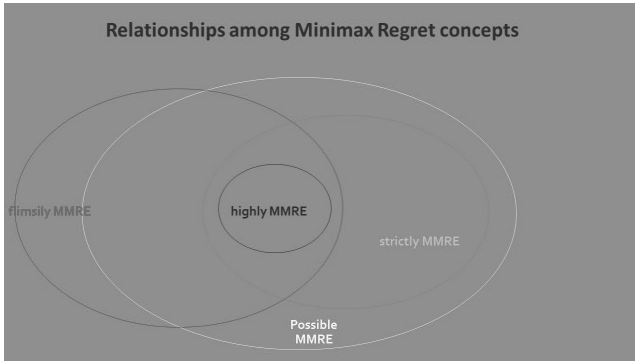 Relationships among Minimax Regret concepts
flimsily MMRE
highly MMRE
strictly MMRE
Possible
MMRE